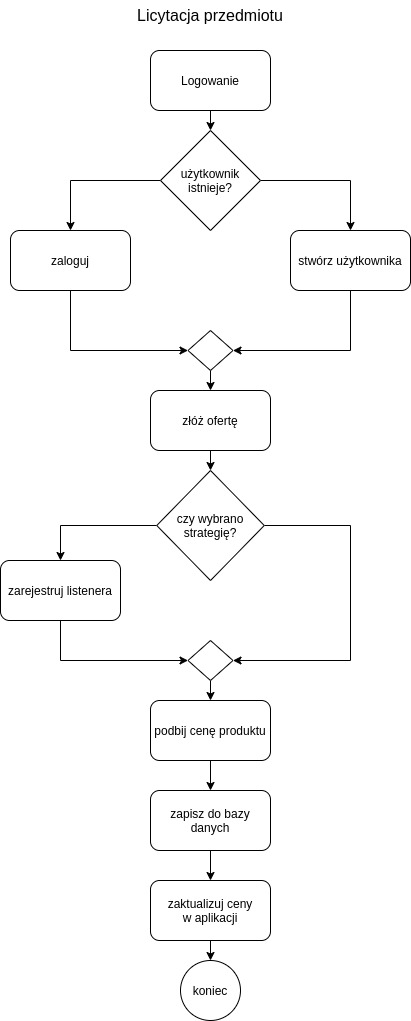 Licytacja przedmiotu
Logowanie
użytkownik
istnieje?
zaloguj
stwórz użytkownika
złóż ofertę
czy wybrano
strategię?
zarejestruj listenera
podbij cenę produktu
zapisz do bazy
danych
zaktualizuj ceny
w aplikacji
koniec